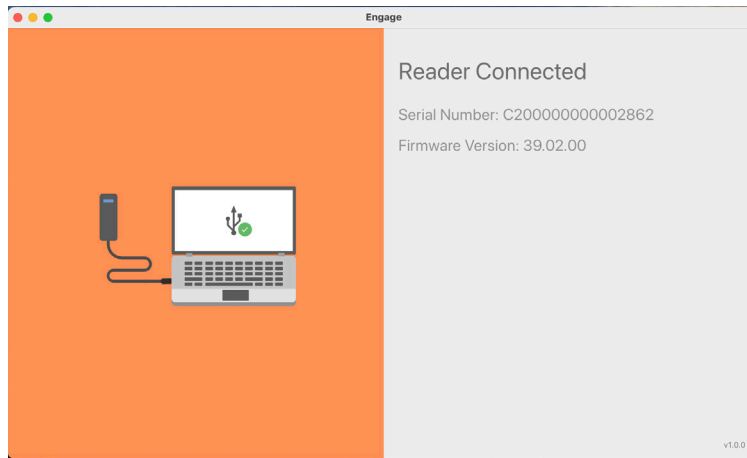 Engage
Reader Connected
Serial Number: C200000000002862
Firmware Version: 39.02.00
v1.0.0